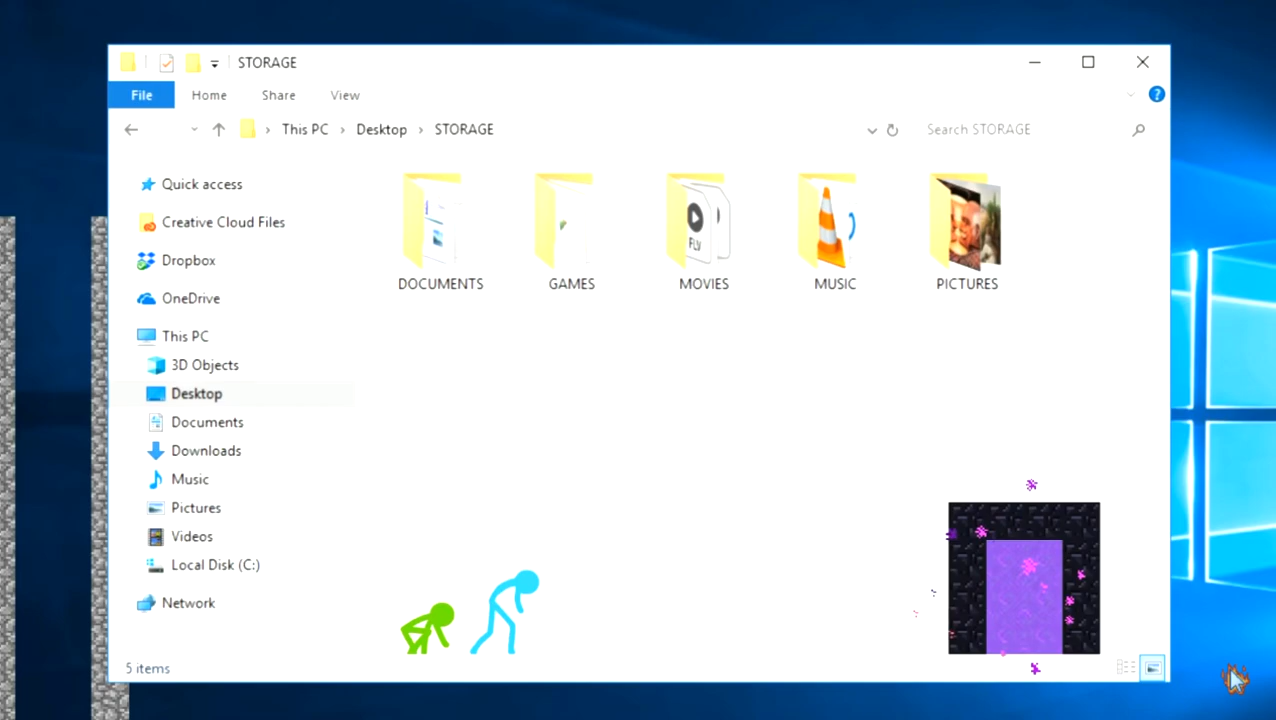 STORAGE
File Home Share View
This PC > Desktop > STORAGE Search STORAGE
Quick access
Creative Cloud Files
Dropbox
OneDrive
This PC
3D Objects
Desktop
Documents
Downloads
Music
Pictures
Videos
Local Disk (C:)
Network
FLV
DOCUMENTS GAMES MOVIES MUSIC PICTURES
5 items